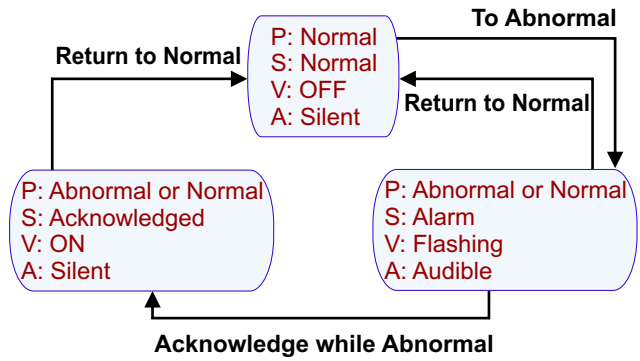 To Abnormal
Return to Normal
P: Normal
S: Normal
V: OFF
A: Silent
Return to Normal
P: Abnormal or Normal
S: Acknowledged
V: ON
A: Silent
P: Abnormal or Normal
S: Alarm
V: Flashing
A: Audible
Acknowledge while Abnormal